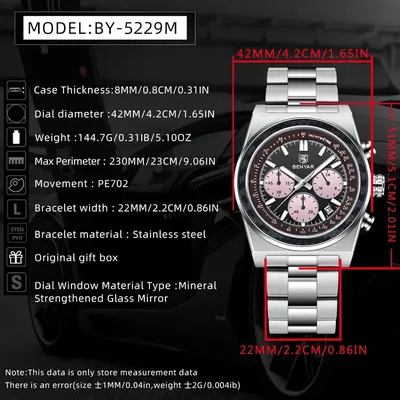 MODEL:BY-5229M
42MM/4.2CM/1.65IN
Case Thickness:8MM/0.8CM/0.31IN
Dial diameter :42MM/4.2CM/1.65IN
Weight :144.7G/0.31IB/5.10OZ
Max Perimeter : 230MM/23CM/9.06IN
Movement : PE702
Bracelet width : 22MM/2.2CM/0.86IN
STEEL
PVD
Bracelet material : Stainless steel
Original gift box
S
Dial Window Material Type :Mineral
Strengthened Glass Mirror
BENYAR
51MM/5.1CM/2.01IN
22MM/2.2CM/0.86IN
Note:This data is only store measurement data
There is an error(size ±1MM/0.04in,weight ±2G/0.004ib)